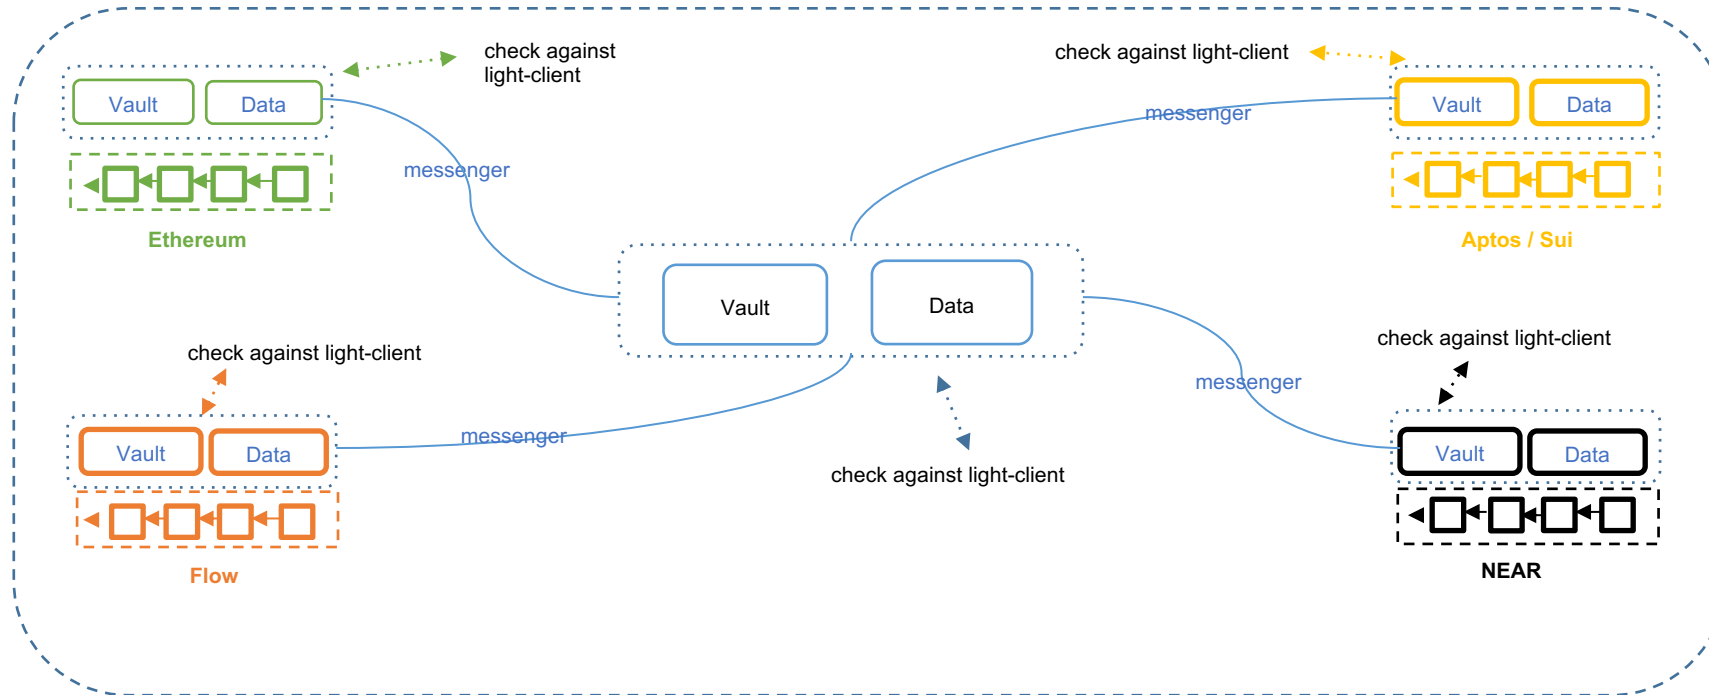 check against
light-client
check against light-client
Vault
Data
Vault
Data
messenger
messenger
Ethereum
Aptos / Sui
Vault
Data
check against light-client
check against light-client
messenger
messenger
Vault
Data
Vault
Data
check against light-client
Flow
NEAR